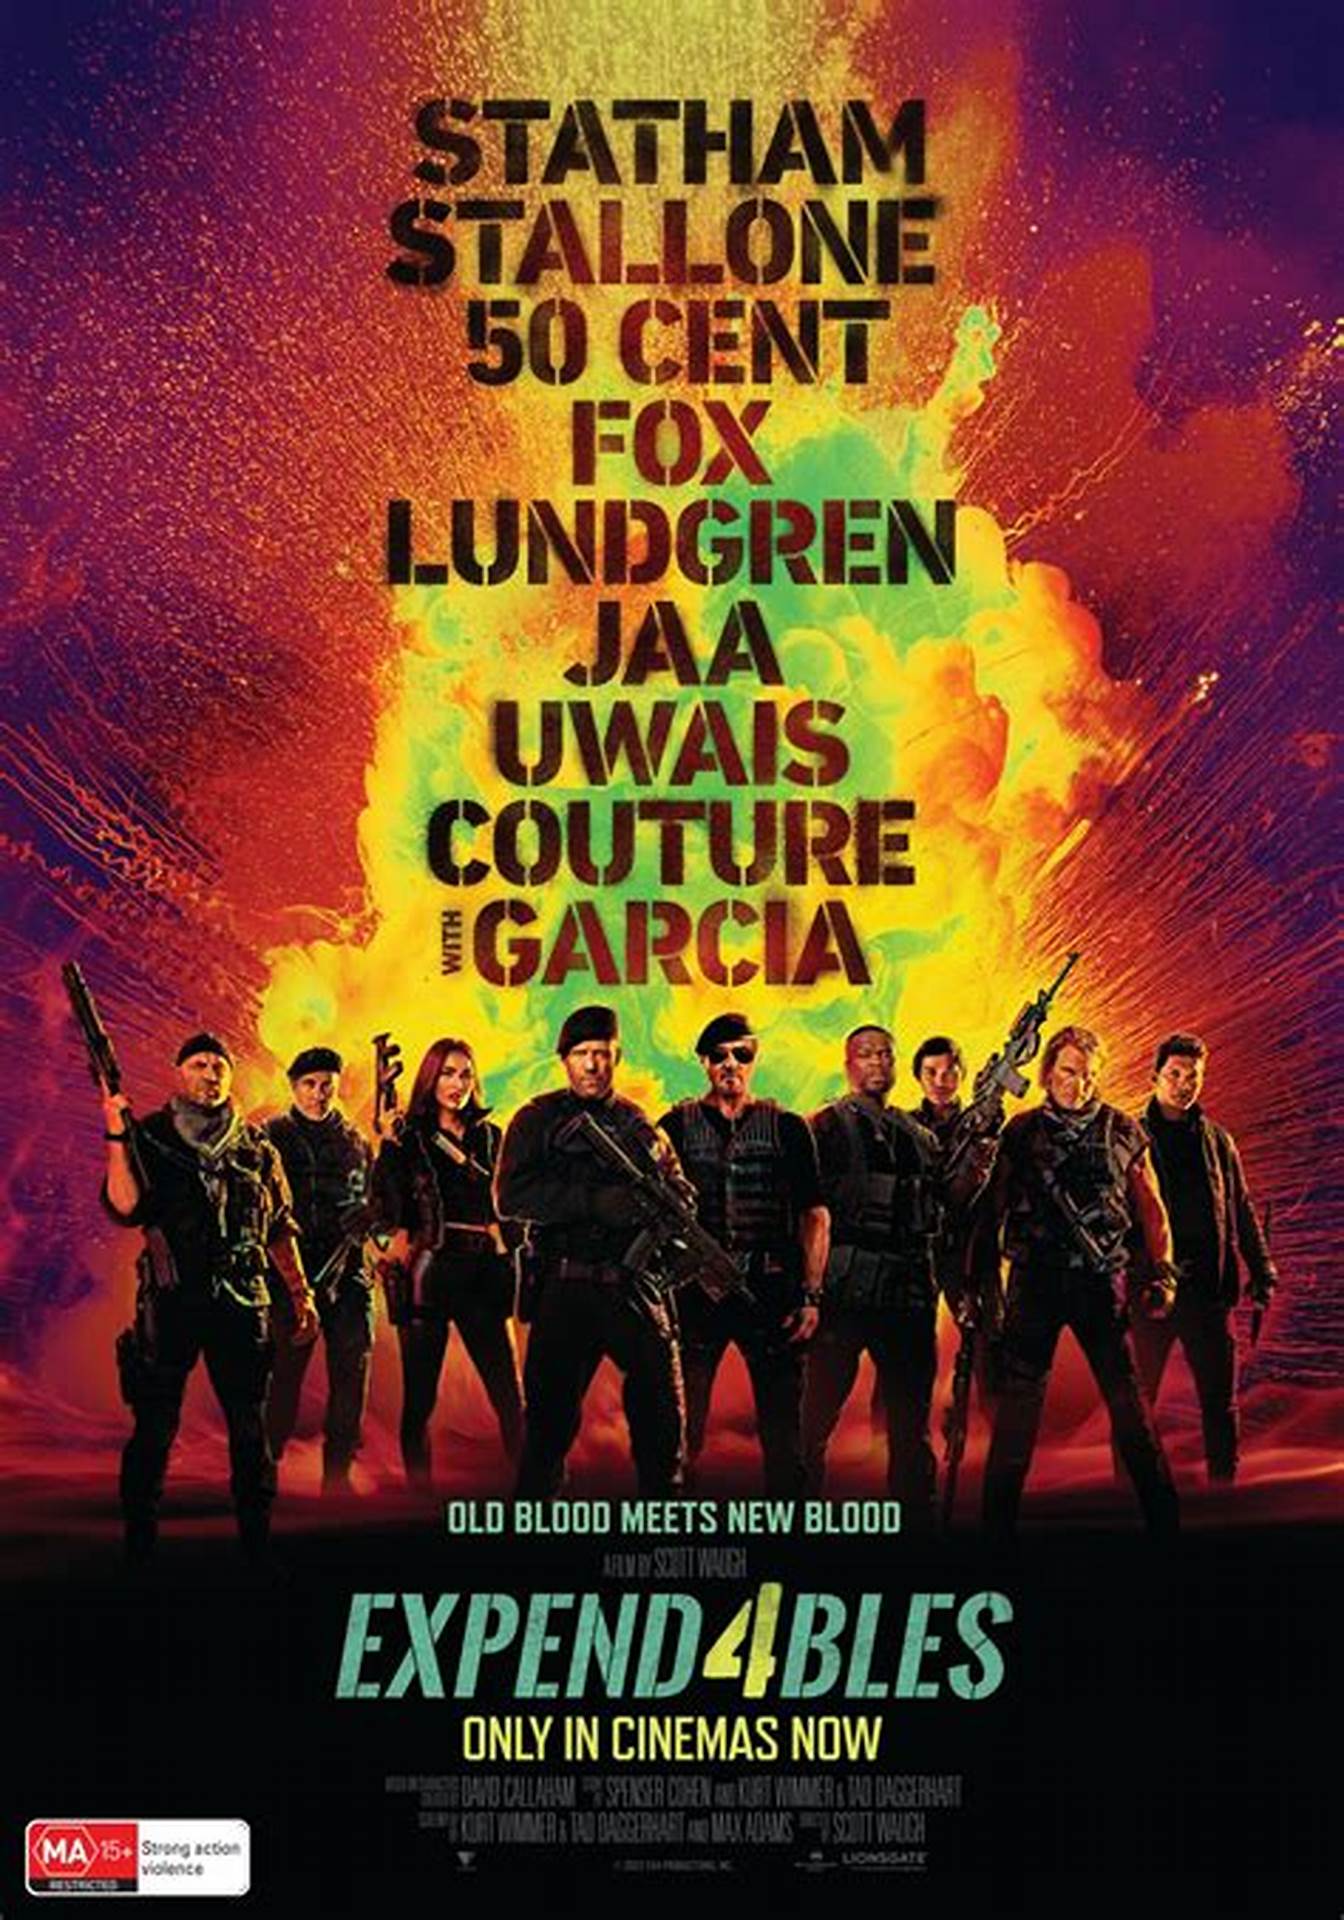 STATHAM
STALLONE
50 CENT
FOX
LUNDGREN
JAA
UWAIS
COUTURE
WITH GARCIA
OLD BLOOD MEETS NEW BLOOD
A FILM BY SCOTT WAUGH
EXPEND4BLES
ONLY IN CINEMAS NOW
DAVID CALLAHAM SPENSER COHEN AND KURT WIMMER & TAD DAGGERHART
KURT WIMMER & TAD DAGGERHART AND MAX ADAMS SCOTT WAUGH
LIONSGATE
MA 15+ Strong action
violence
RESTRICTED